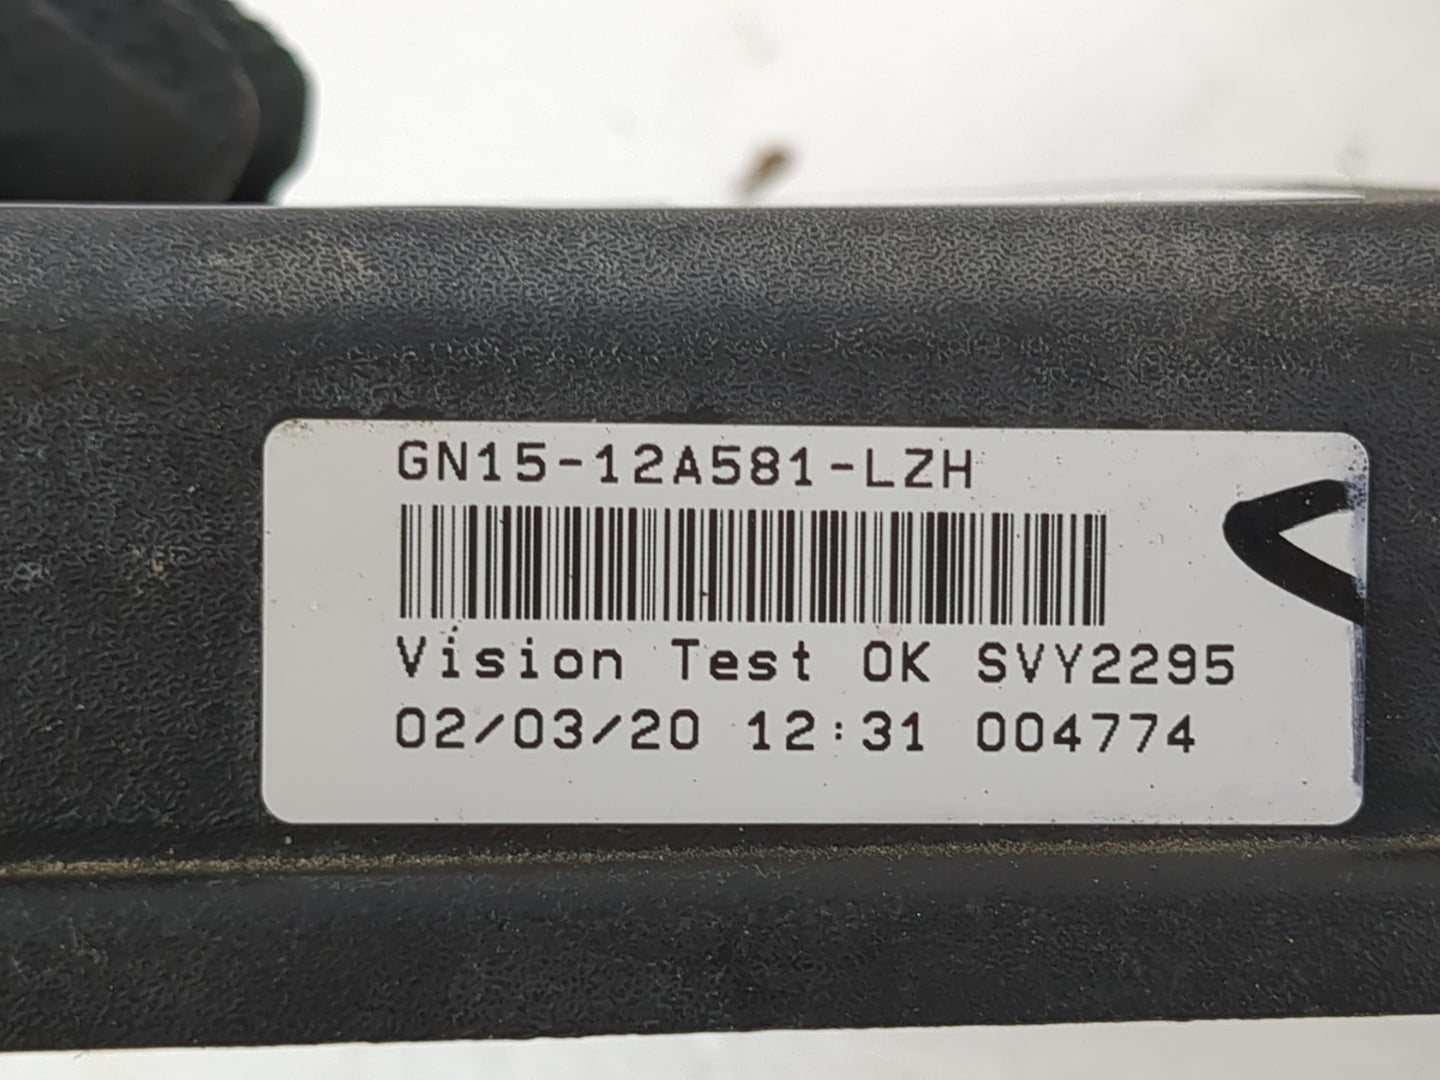 GN15-12A581-LZH
Vision Test OK SVY2295
02/03/20 12:31 004774